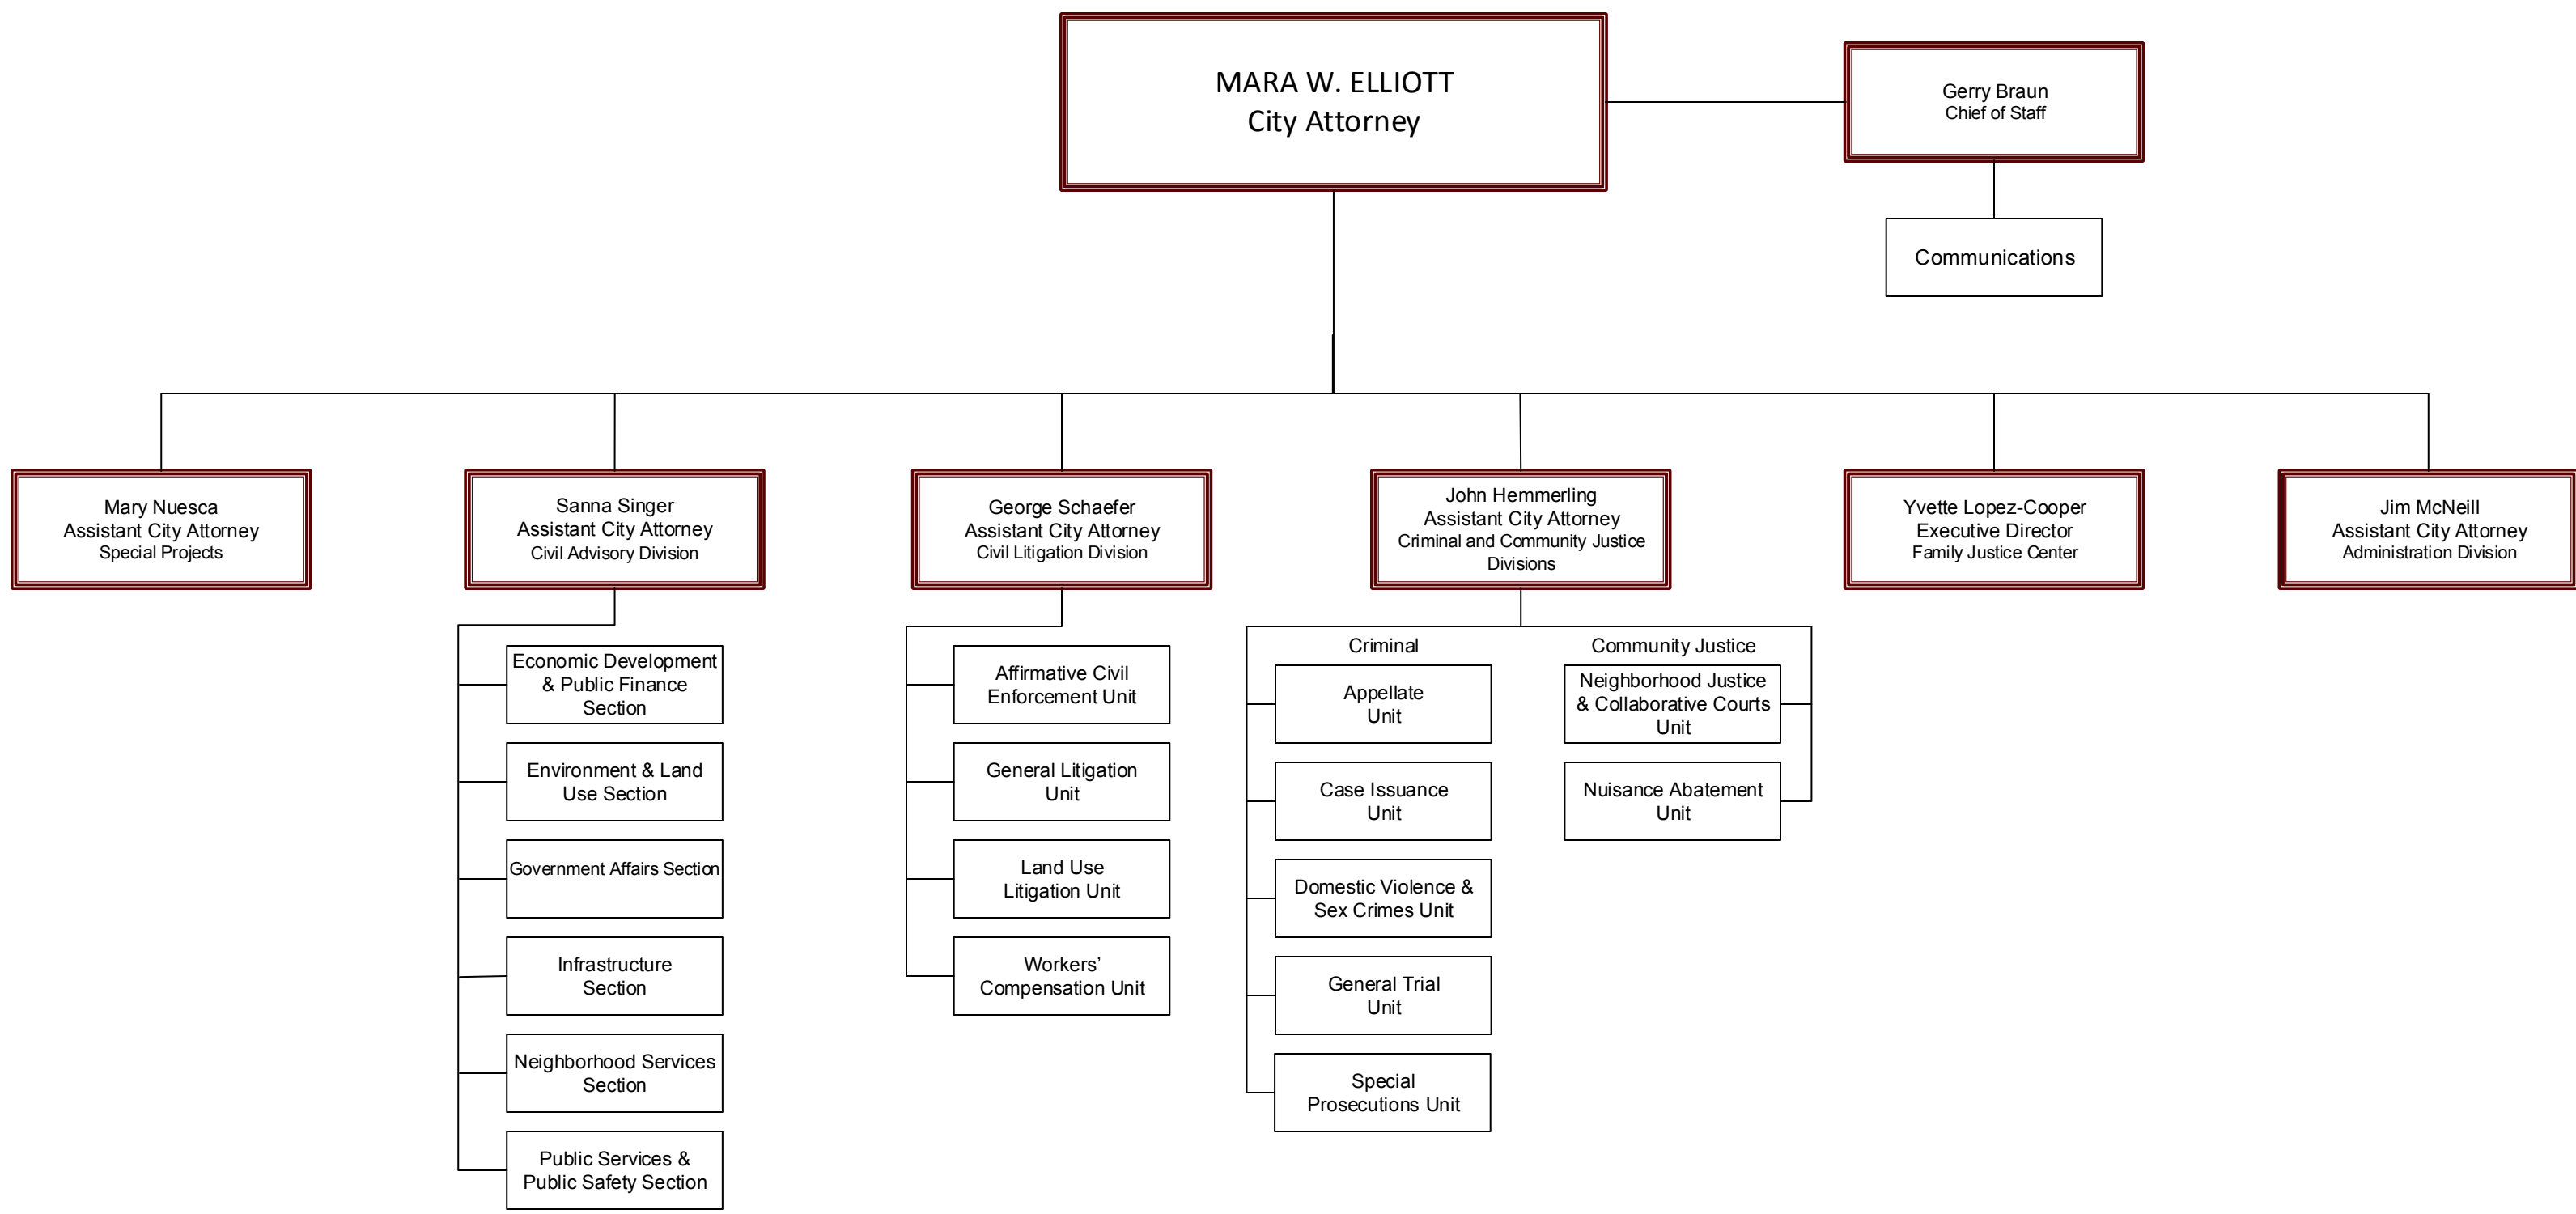 MARA W. ELLIOTT
City Attorney
Gerry Braun
Chief of Staff
Communications
Mary Nuesca
Assistant City Attorney
Special Projects
Sanna Singer
Assistant City Attorney
Civil Advisory Division
George Schaefer
Assistant City Attorney
Civil Litigation Division
John Hemmerling
Assistant City Attorney
Criminal and Community Justice
Divisions
Yvette Lopez-Cooper
Executive Director
Family Justice Center
Jim McNeill
Assistant City Attorney
Administration Division
Economic Development
& Public Finance
Section
Environment & Land
Use Section
Government Affairs Section
Infrastructure
Section
Neighborhood Services
Section
Public Services &
Public Safety Section
Affirmative Civil
Enforcement Unit
General Litigation
Unit
Land Use
Litigation Unit
Workers’
Compensation Unit
Criminal
Appellate
Unit
Case Issuance
Unit
Domestic Violence &
Sex Crimes Unit
General Trial
Unit
Special
Prosecutions Unit
Community Justice
Neighborhood Justice
& Collaborative Courts
Unit
Nuisance Abatement
Unit